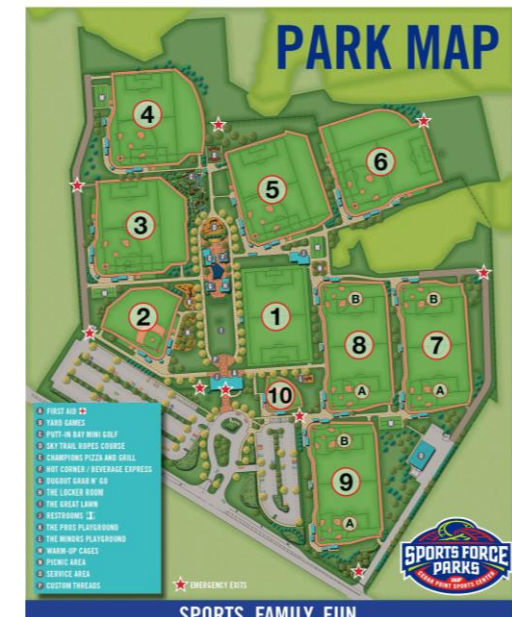 PARK MAP
4
5
6
3
2
1
B
B
8
7
A
A
10
B
9
A
A FIRST AID
B YARD GAMES
C PUTT-IN BAY MINI GOLF
D SKY TRAIL ROPES COURSE
E CHAMPIONS PIZZA AND GRILL
F HOT CORNER / BEVERAGE EXPRESS
G DUGOUT GRAB N' GO
H THE LOCKER ROOM
I THE GREAT LAWN
J RESTROOMS
K THE PROS PLAYGROUND
L THE MINORS PLAYGROUND
M WARM-UP CAGES
N PICNIC AREA
O SERVICE AREA
P CUSTOM THREADS
EMERGENCY EXITS
SPORTS FORCE
PARKS
CEDAR POINT SPORTS CENTER
SPORTS. FAMILY. FUN.